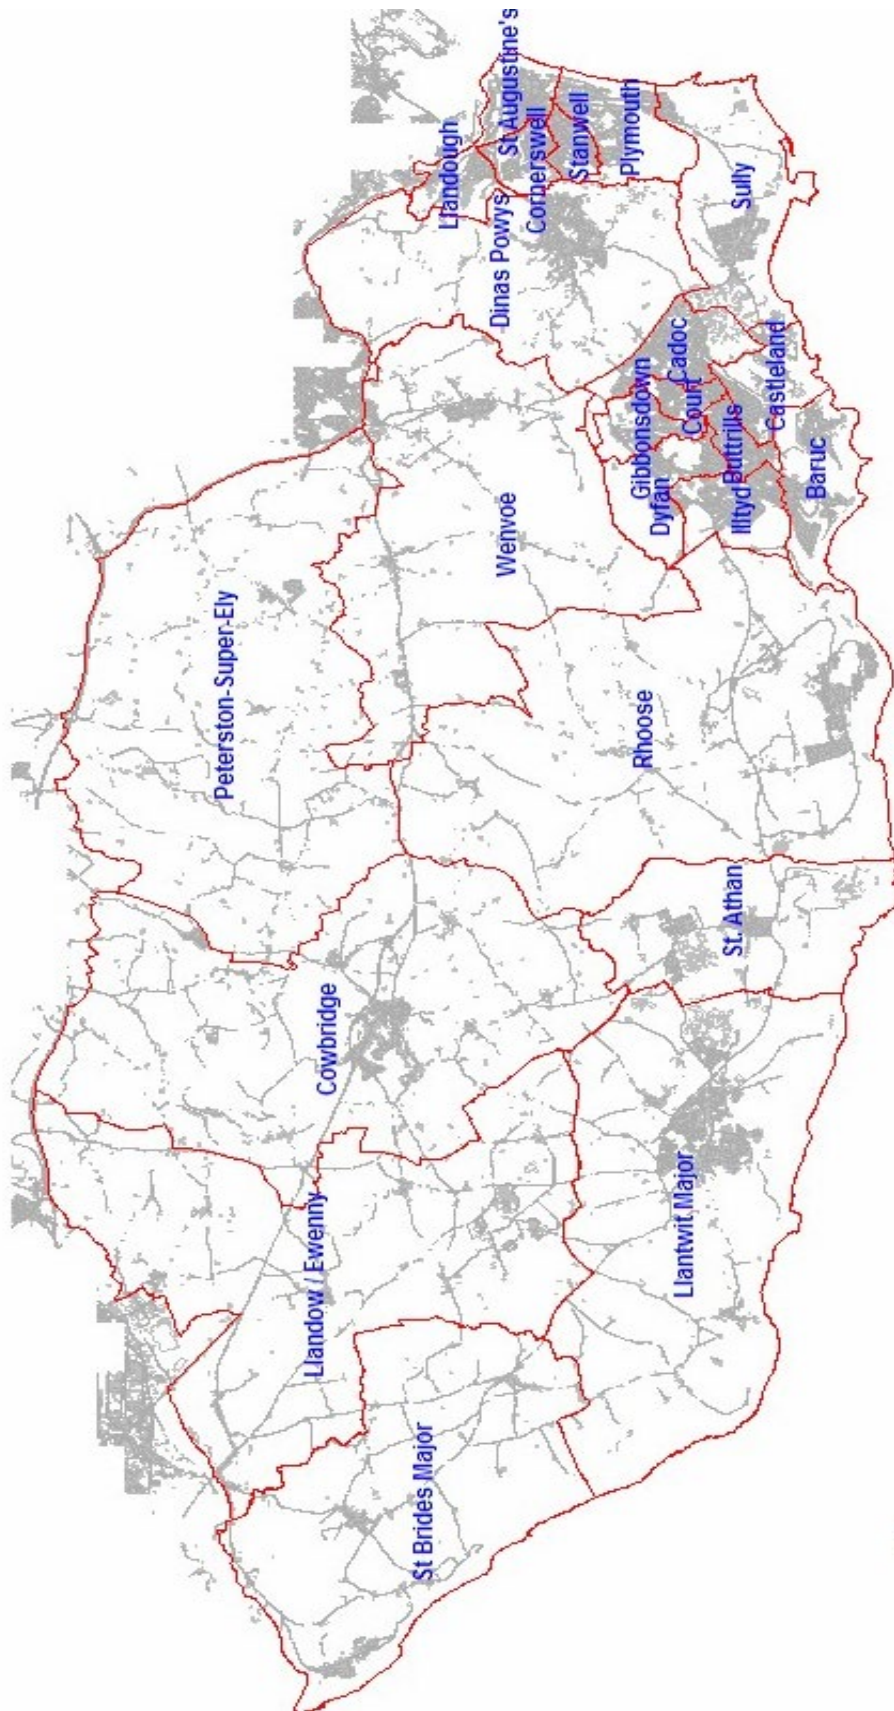 St Augustine's
Llandough
Cornerswell
Stanwell
Plymouth
Dinas Powys
Sully
Gibbonsdown
Cadoc
Court
Castleland
Buttrills
Dyfan
Illtyd
Baruc
Wenvoe
Peterston-Super-Ely
Rhoose
St. Athan
Cowbridge
Llantwit Major
Llandow / Ewenny
St Brides Major